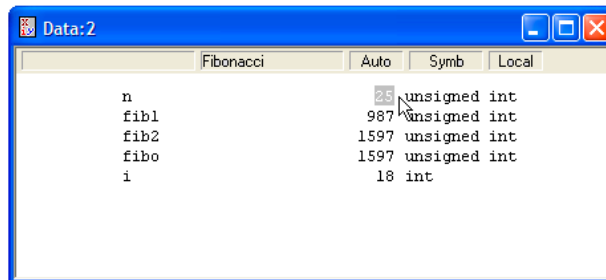 Data:2
Fibonacci Auto Symb Local
n 25 unsigned int
fib1 987 unsigned int
fib2 1597 unsigned int
fibo 1597 unsigned int
i 18 int